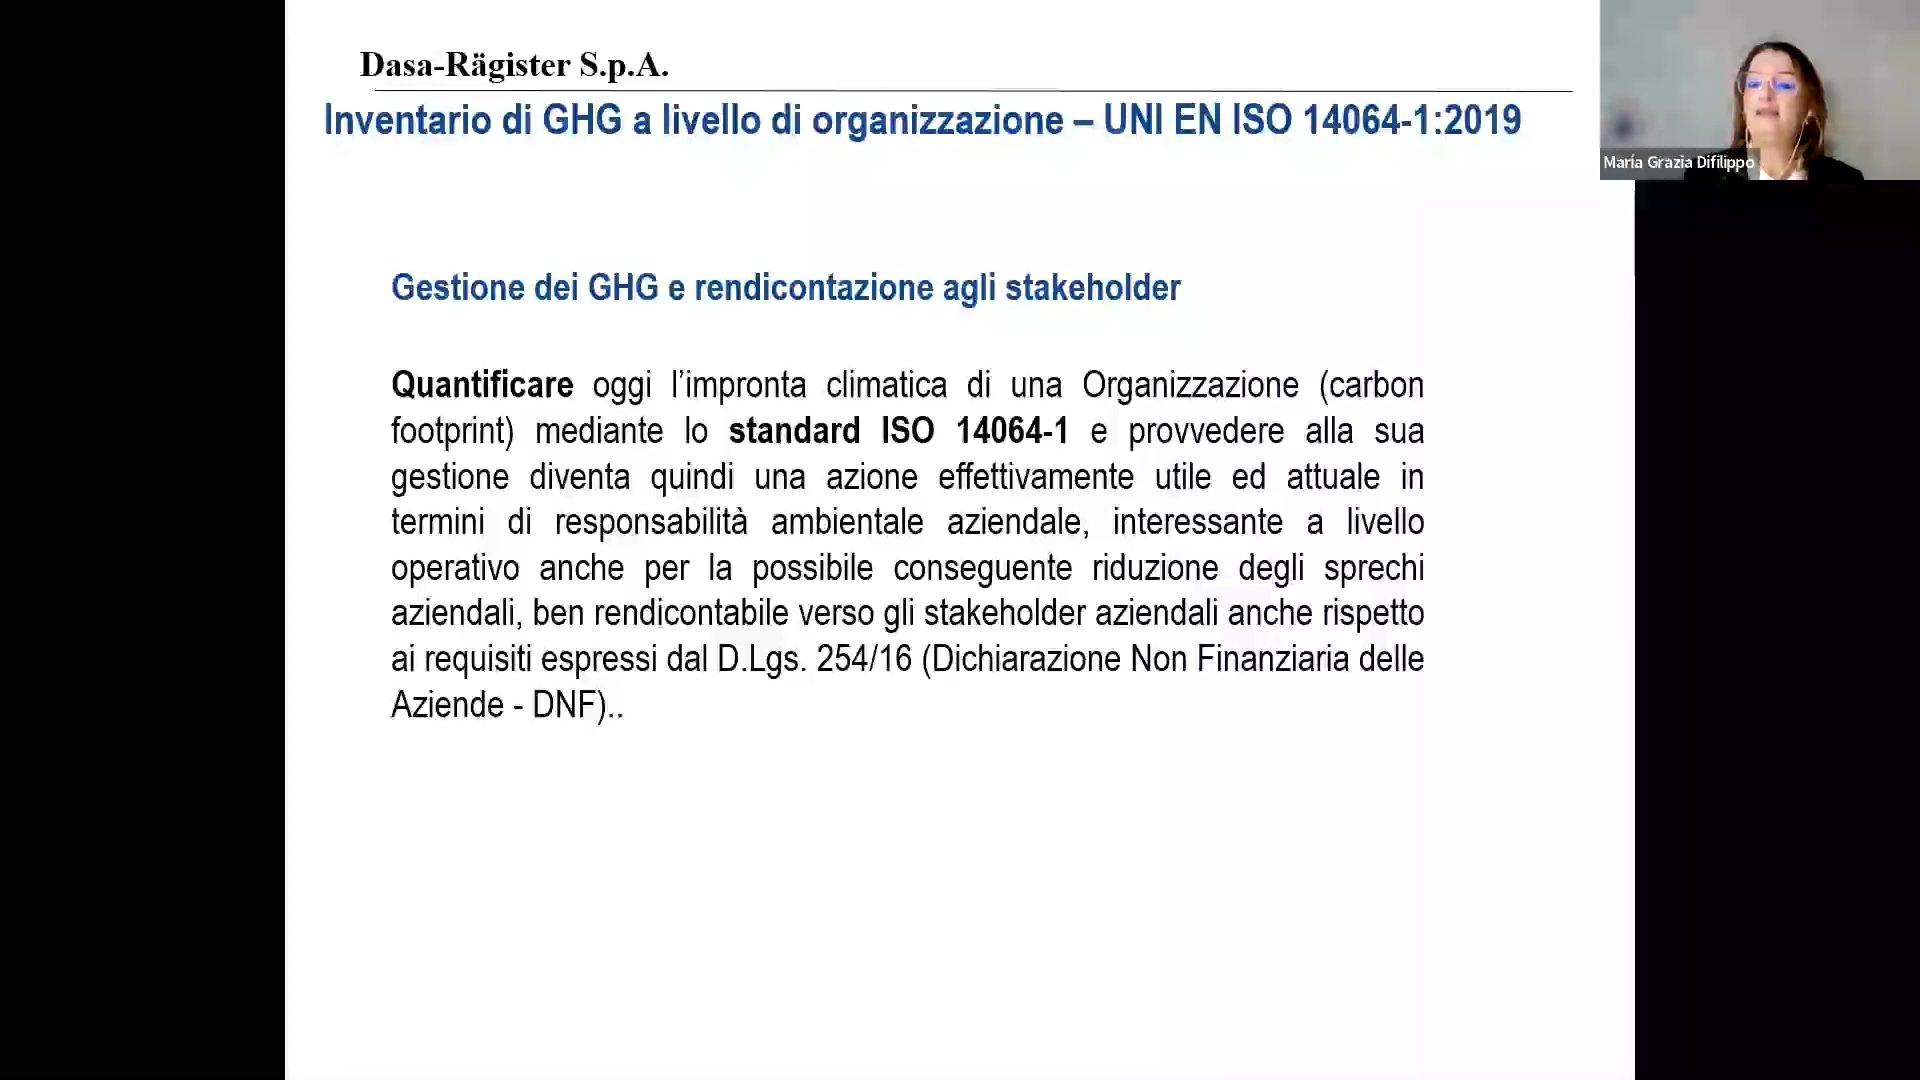 Dasa-Rägister S.p.A.
Inventario di GHG a livello di organizzazione – UNI EN ISO 14064-1:2019
Maria Grazia Difilippo
Gestione dei GHG e rendicontazione agli stakeholder
Quantificare oggi l’impronta climatica di una Organizzazione (carbon
footprint) mediante lo standard ISO 14064-1 e provvedere alla sua
gestione diventa quindi una azione effettivamente utile ed attuale in
termini di responsabilità ambientale aziendale, interessante a livello
operativo anche per la possibile conseguente riduzione degli sprechi
aziendali, ben rendicontabile verso gli stakeholder aziendali anche rispetto
ai requisiti espressi dal D.Lgs. 254/16 (Dichiarazione Non Finanziaria delle
Aziende - DNF)..